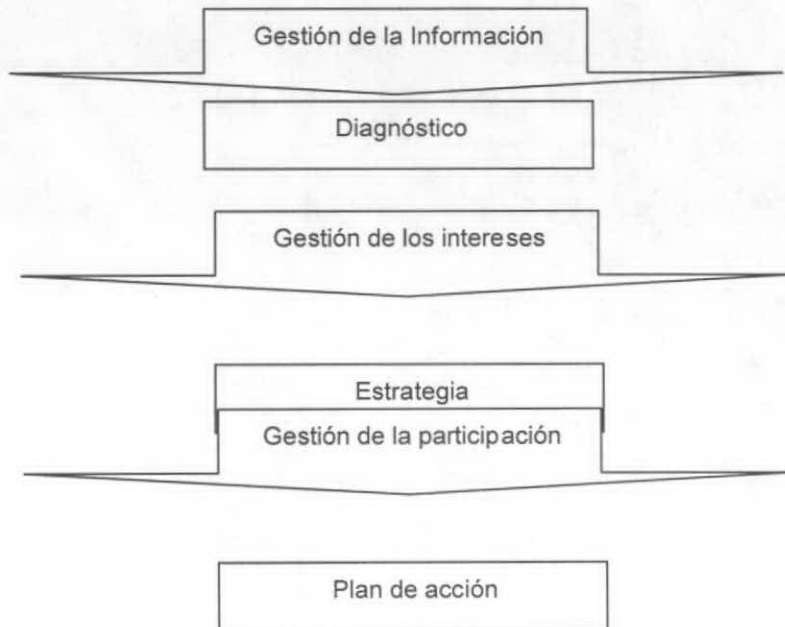 Gestión de la Información
Diagnóstico
Gestión de los intereses
Estrategia
Gestión de la participación
Plan de acción